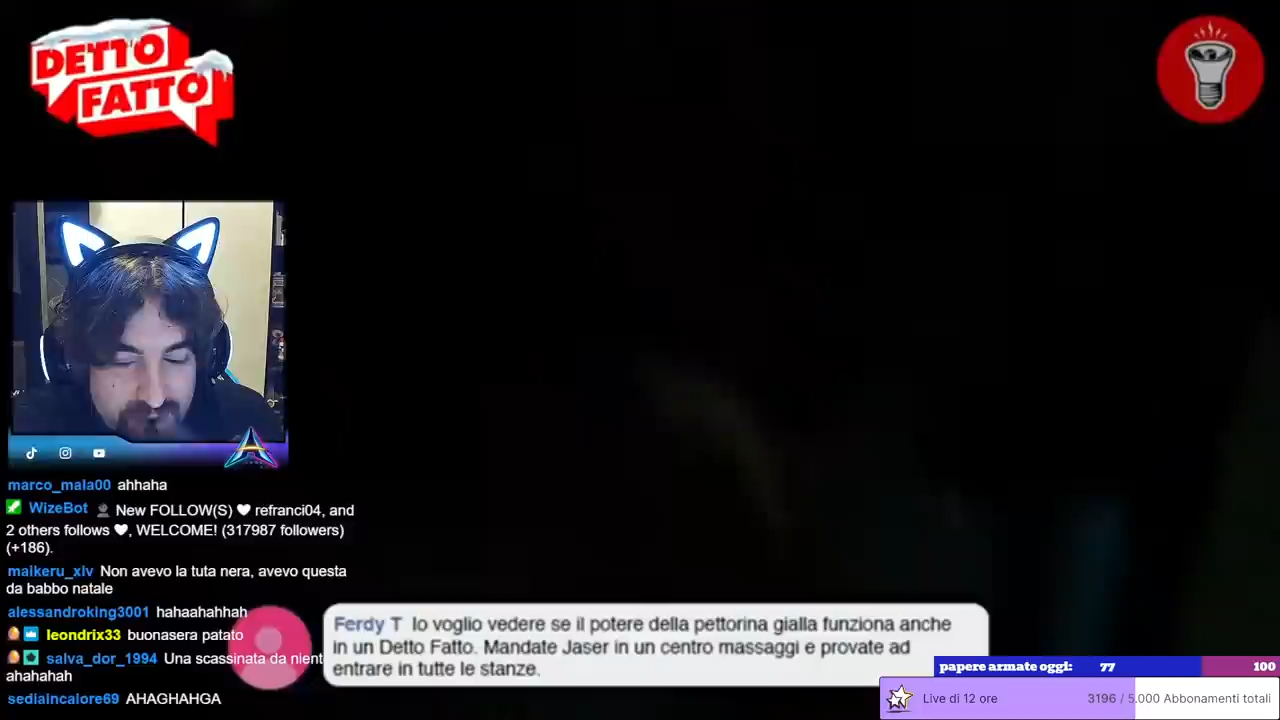 DETTO
FATTO
marco_mala00 ahhaha
WizeBot New FOLLOW(S) refranci04, and
2 others follows , WELCOME! (317987 followers)
(+186).
maikeru_xlv Non avevo la tuta nera, avevo questa
da babbo natale
alessandroking3001 hahaahahhah
leondrix33 buonasera patato
salva_dor_1994 Una scassinata da nient
ahahahah
sediaincalore69 AHAGHAHGA
Ferdy T Io voglio vedere se il potere della pettorina gialla funziona anche
in un Detto Fatto. Mandate Jaser in un centro massaggi e provate ad
entrare in tutte le stanze.
papere armate oggi: 77 100
Live di 12 ore 3196 / 5.000 Abbonamenti totali